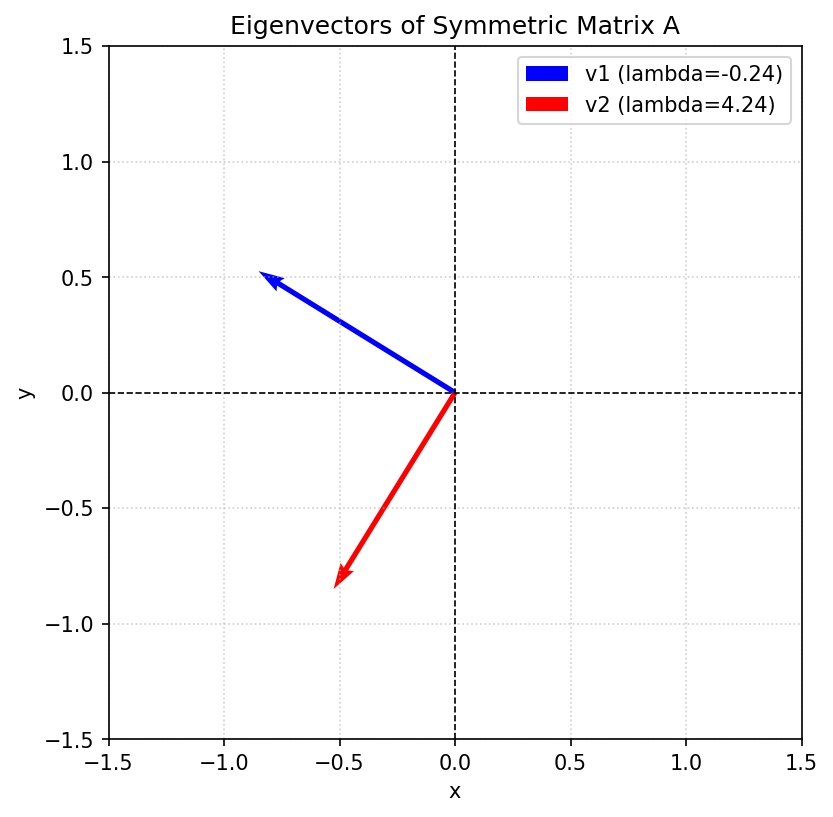 Eigenvectors of Symmetric Matrix A
v1 (lambda=-0.24)
v2 (lambda=4.24)
1.5
1.0
0.5
0.0
−0.5
−1.0
−1.5
y
−1.5 −1.0 −0.5 0.0 0.5 1.0 1.5
x